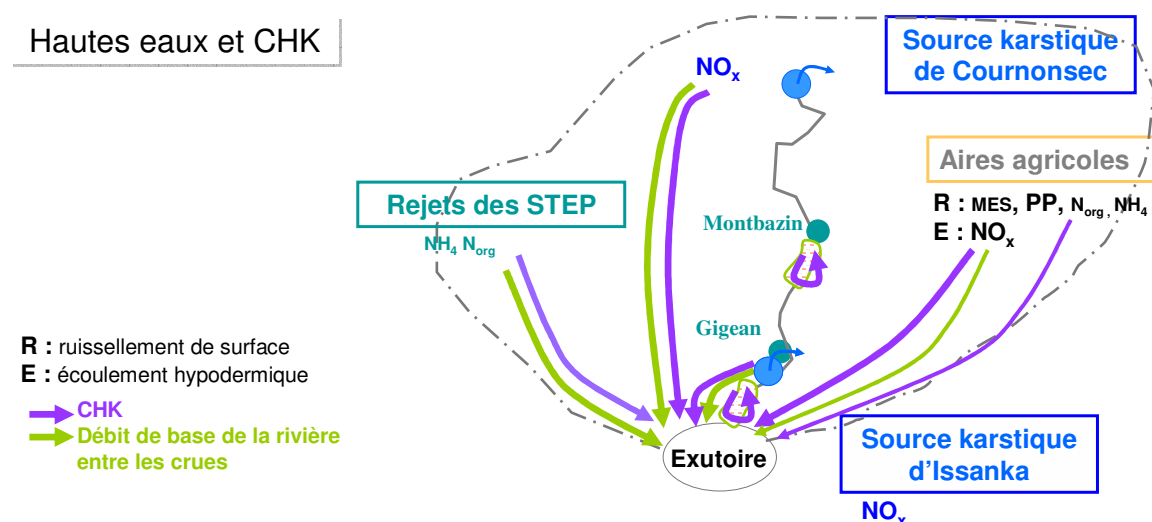 Hautes eaux et CHK
Source karstique
de Cournonsec
NOx
Aires agricoles
R : MES, PP, Norg, NH4
E : NOx
Rejets des STEP
NH4 Norg
Montbazin
Gigean
R : ruissellement de surface
E : écoulement hypodermique
CHK
Débit de base de la rivière
entre les crues
Exutoire
Source karstique
d'Issanka
NOx